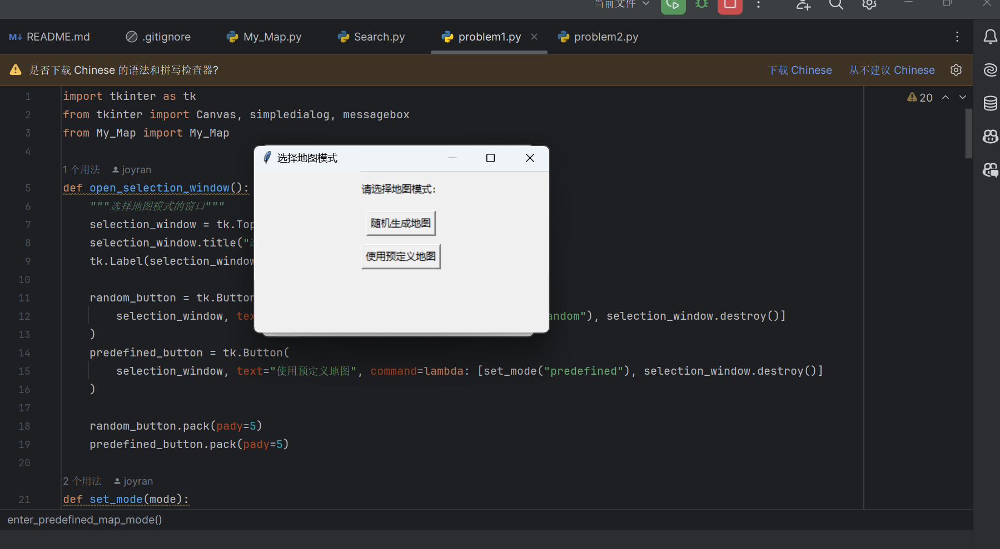 当前文件
README.md .gitignore My_Map.py Search.py problem1.py problem2.py
是否下载 Chinese 的语法和拼写检查器? 下载 Chinese 从不建议 Chinese
20
1 import tkinter as tk
2 from tkinter import Canvas, simpledialog, messagebox
3 from My_Map import My_Map
4
1 个用法 joyran
5 def open_selection_window():
6 """选择地图模式的窗口"""
7 selection_window = tk.Top
8 selection_window.title("
9 tk.Label(selection_window
10
11 random_button = tk.Button
12 selection_window, tex andom"), selection_window.destroy()]
13 )
14 predefined_button = tk.Button(
15 selection_window, text="使用预定义地图", command=lambda: [set_mode("predefined"), selection_window.destroy()]
16 )
17
18 random_button.pack(pady=5)
19 predefined_button.pack(pady=5)
20
2 个用法 joyran
21 def set_mode(mode):
enter_predefined_map_mode()
选择地图模式
请选择地图模式:
随机生成地图
使用预定义地图